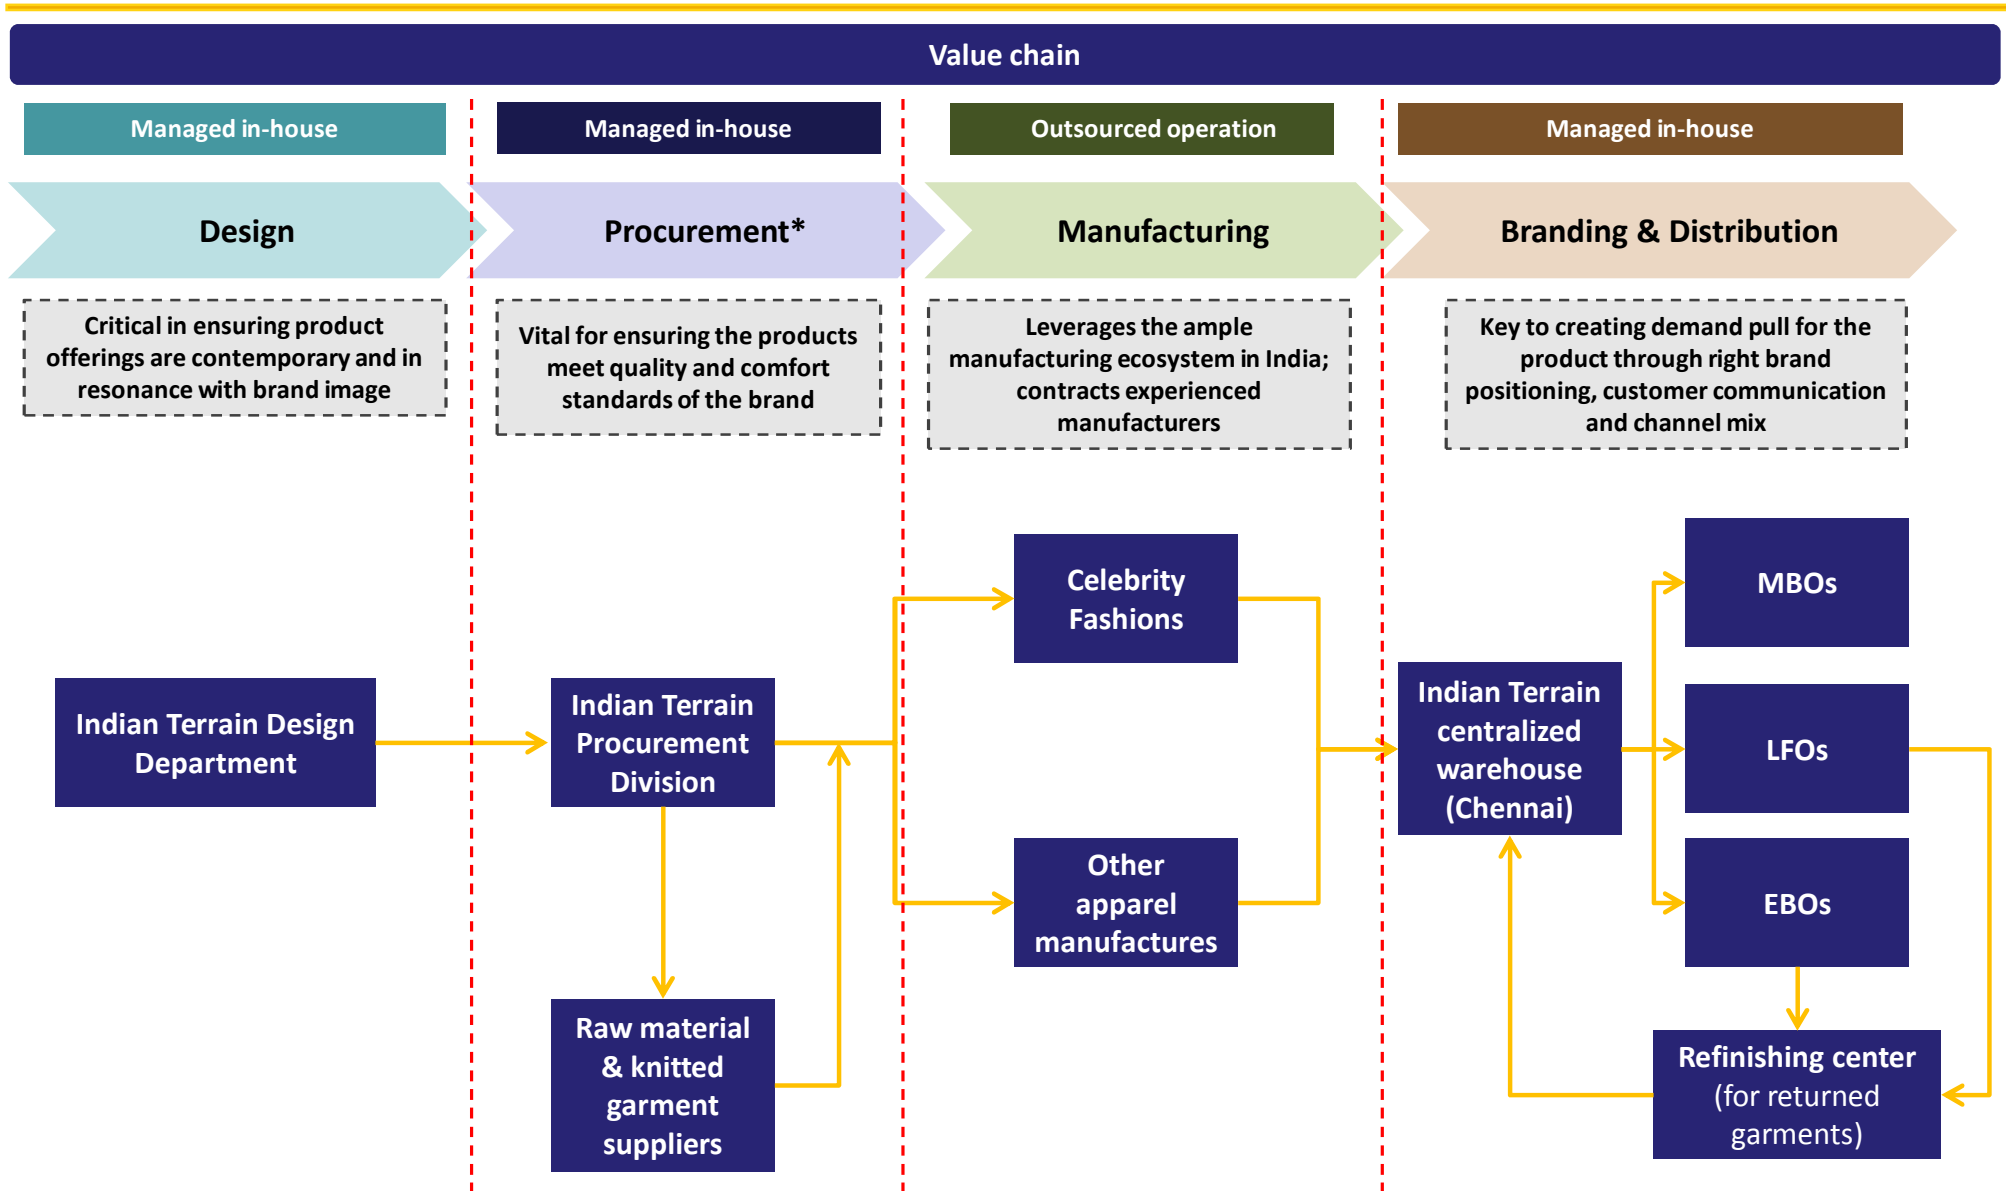 Value chain
Managed in-house
Managed in-house
Outsourced operation
Managed in-house
Design
Procurement*
Manufacturing
Branding & Distribution
Critical in ensuring product
offerings are contemporary and in
resonance with brand image
Vital for ensuring the products
meet quality and comfort
standards of the brand
Leverages the ample
manufacturing ecosystem in India;
contracts experienced
manufacturers
Key to creating demand pull for the
product through right brand
positioning, customer communication
and channel mix
Indian Terrain Design
Department
Indian Terrain
Procurement
Division
Raw material
& knitted
garment
suppliers
Celebrity
Fashions
Other
apparel
manufactures
Indian Terrain
centralized
warehouse
(Chennai)
MBOs
LFOs
EBOs
Refinishing center
(for returned
garments)